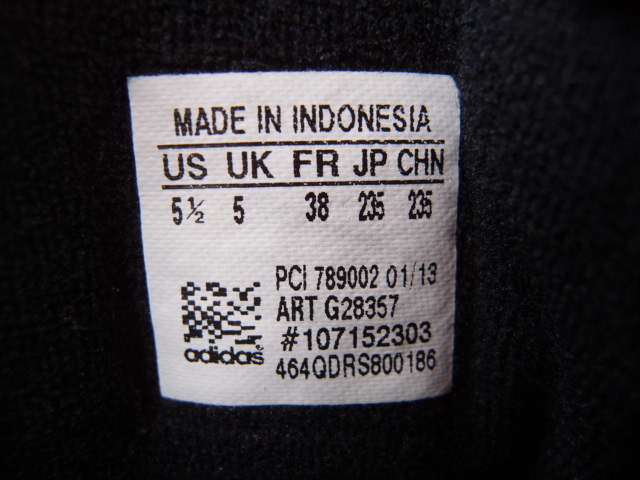 MADE IN INDONESIA
US UK FR JP CHN
5½ 5 38 235 235
PCI 789002 01/13
ART G28357
#107152303
adidas
464QDRS800186